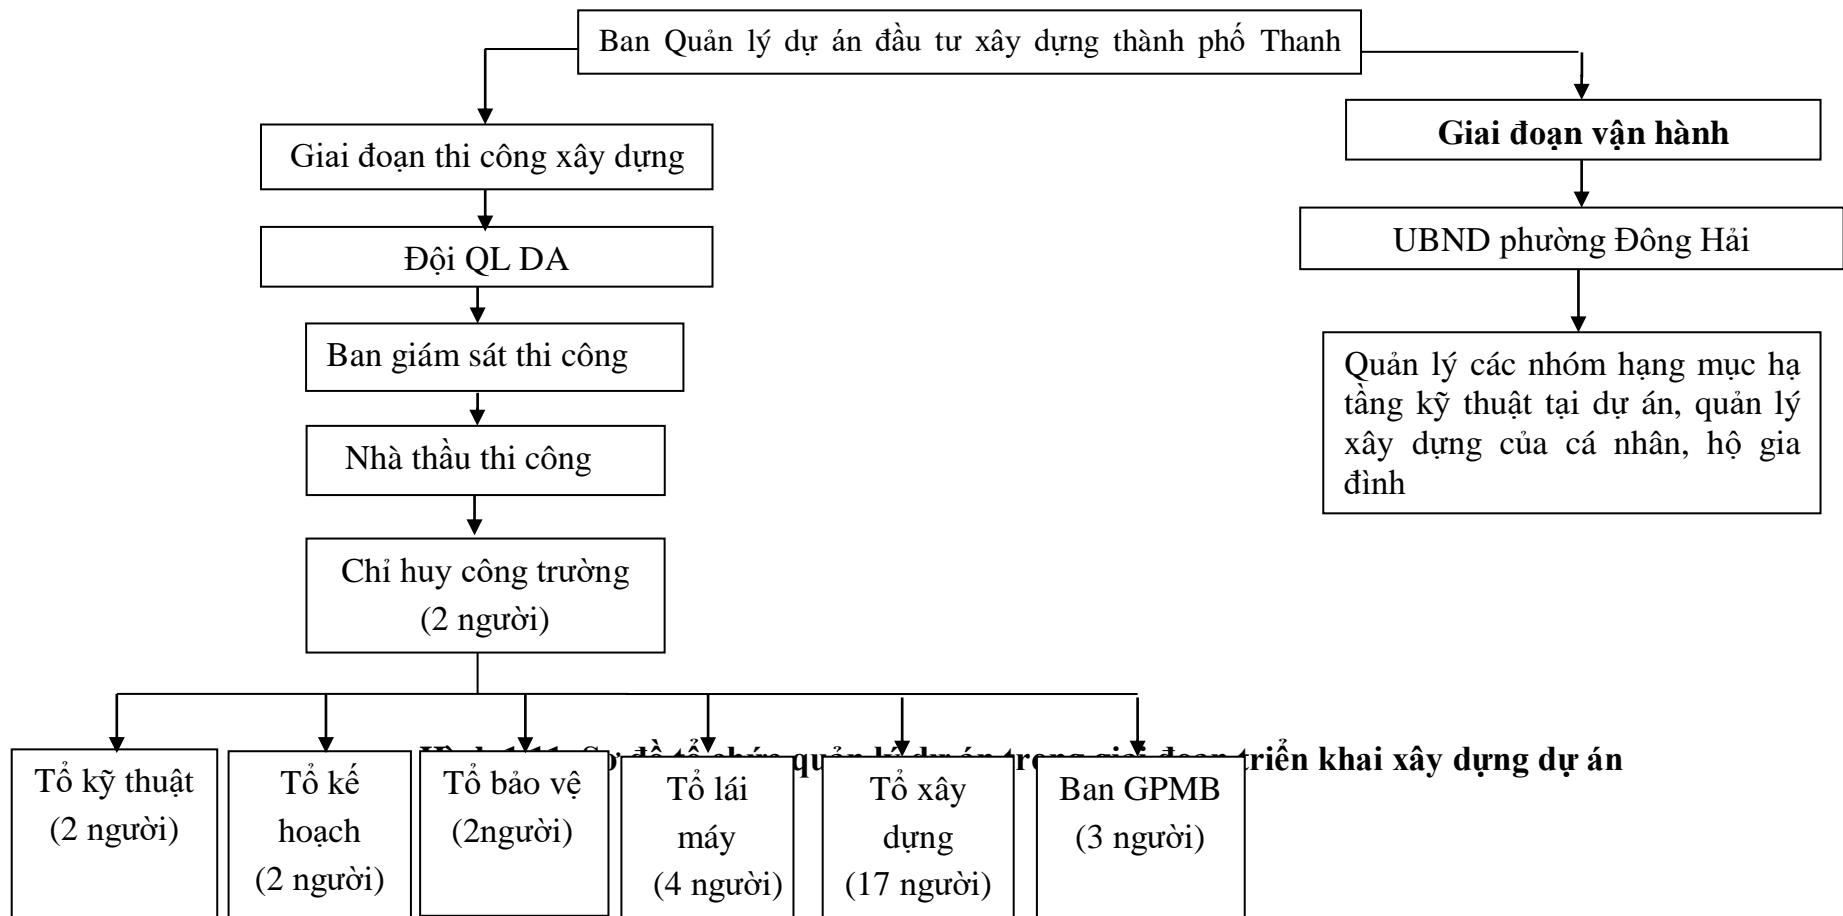 Ban Quản lý dự án đầu tư xây dựng thành phố Thanh
Giai đoạn thi công xây dựng
Đội QL DA
Ban giám sát thi công
Nhà thầu thi công
Chỉ huy công trường
(2 người)
Giai đoạn vận hành
UBND phường Đông Hải
Quản lý các nhóm hạng mục hạ
tầng kỹ thuật tại dự án, quản lý
xây dựng của cá nhân, hộ gia
đình
triển khai xây dựng dự án
Tổ kỹ thuật
(2 người)
Tổ kế
hoạch
(2 người)
Tổ bảo vệ
(2người)
Tổ lái
máy
(4 người)
Tổ xây
dựng
(17 người)
Ban GPMB
(3 người)